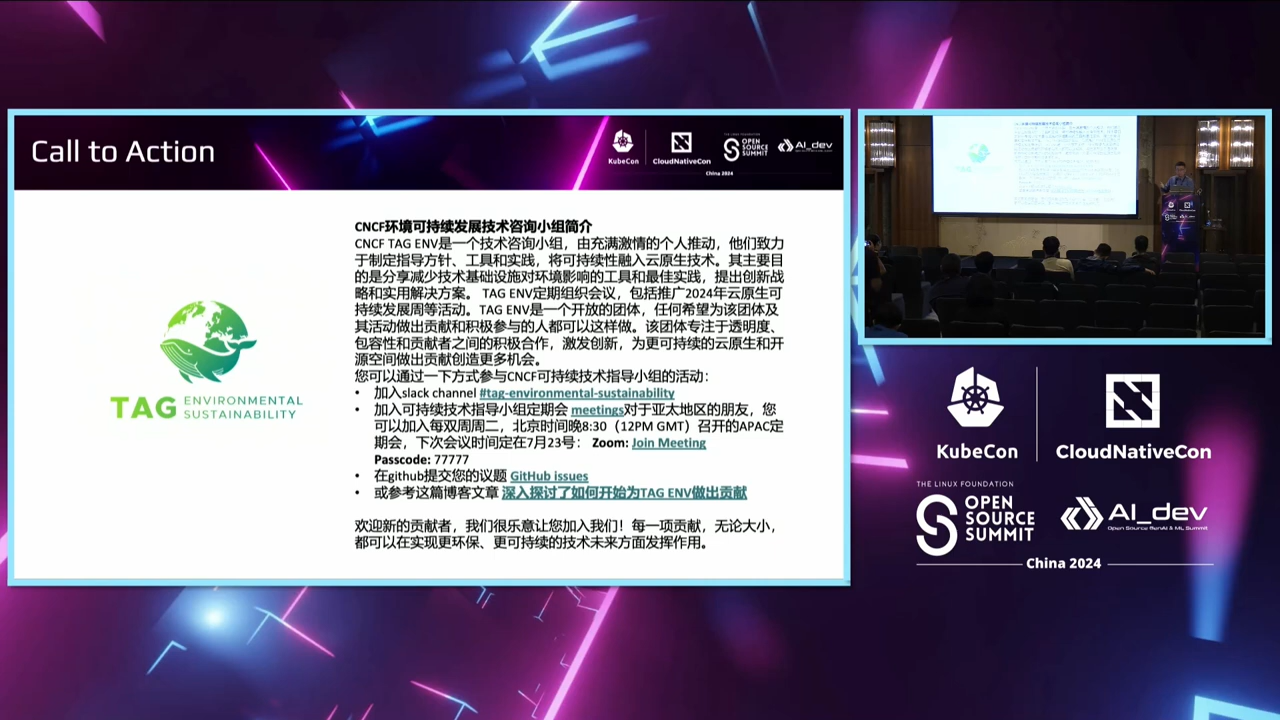 Call to Action
KubeCon
CloudNativeCon
THE LINUX FOUNDATION
OPEN
SOURCE
SUMMIT
AI_dev
China 2024
CNCF环境可持续发展技术咨询小组简介
CNCF TAG ENV是一个技术咨询小组，由充满激情的个人推动，他们致力
于制定指导方针、工具和实践，将可持续性融入云原生技术。其主要目
的是分享减少技术基础设施对环境影响的工具和最佳实践，提出创新战
略和实用解决方案。 TAG ENV定期组织会议，包括推广2024年云原生可
持续发展周等活动。TAG ENV是一个开放的团体，任何希望为该团体及
其活动做出贡献和积极参与的人都可以这样做。该团体专注于透明度、
包容性和贡献者之间的积极合作，激发创新，为更可持续的云原生和开
源空间做出贡献创造更多机会。
您可以通过一下方式参与CNCF可持续技术指导小组的活动：
• 加入slack channel #tag-environmental-sustainability
• 加入可持续技术指导小组定期会 meetings对于亚太地区的朋友，您
可以加入每双周周二，北京时间晚8:30（12PM GMT）召开的APAC定
期会，下次会议时间定在7月23号： Zoom: Join Meeting
Passcode: 77777
• 在github提交您的议题 GitHub issues
• 或参考这篇博客文章 深入探讨了如何开始为TAG ENV做出贡献
欢迎新的贡献者，我们很乐意让您加入我们！每一项贡献，无论大小，
都可以在实现更环保、更可持续的技术未来方面发挥作用。
TAG ENVIRONMENTAL
SUSTAINABILITY
KubeCon
CloudNativeCon
THE LINUX FOUNDATION
OPEN
SOURCE
SUMMIT
AI_dev
Open Source GenAI & ML Summit
China 2024